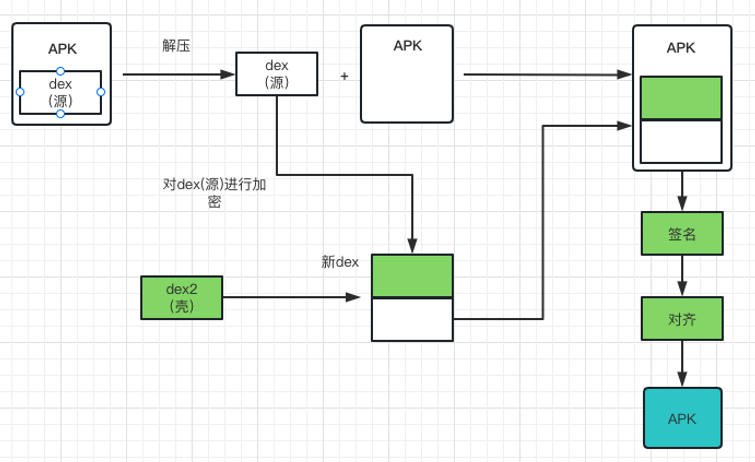 APK
dex
(源)
解压
dex
(源)
+
APK
APK
对dex(源)进行加
密
新dex
dex2
(壳)
签名
对齐
APK